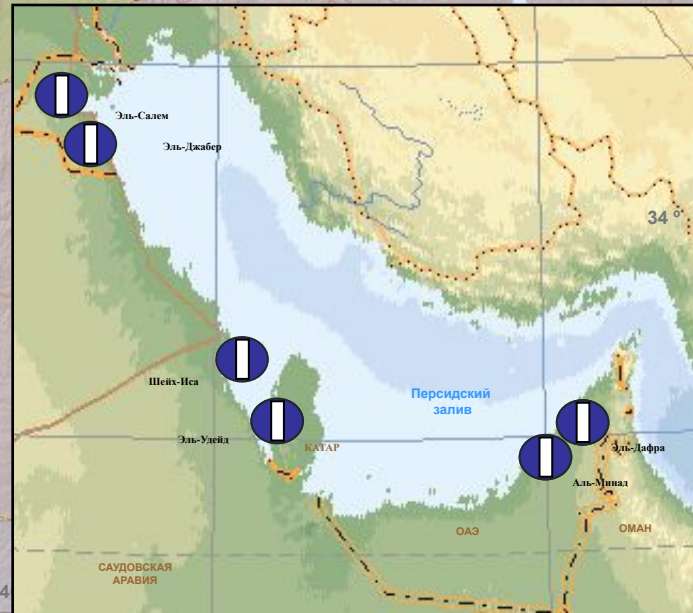 Эль-Салем
Эль-Джабер
34 º
Шейх-Иса
Персидский
залив
Эль-Удейд
КАТАР
Эль-Дафра
Аль-Минад
ОАЭ
ОМАН
САУДОВСКАЯ
АРАВИЯ
4